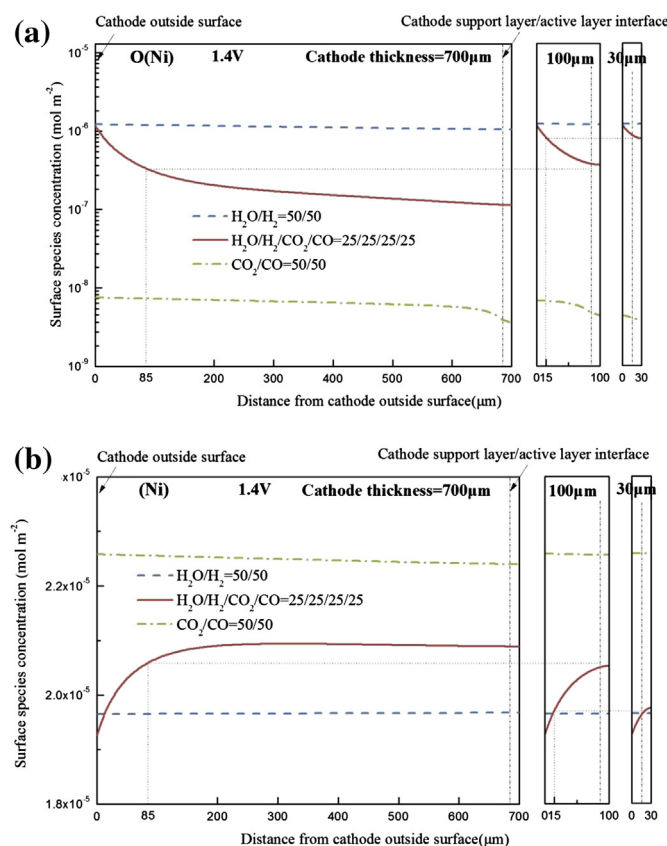 (a)
Cathode outside surface
Cathode support layer/active layer interface
O(Ni) 1.4V Cathode thickness=700μm 100μm 30μm
Surface species concentration (mol m⁻²)
10⁻⁵
10⁻⁶
10⁻⁷
10⁻⁸
10⁻⁹
H₂O/H₂=50/50
H₂O/H₂/CO₂/CO=25/25/25/25
CO₂/CO=50/50
0 85 200 300 400 500 600 700 015 100 0 30
Distance from cathode outside surface(μm)
(b)
Cathode outside surface
Cathode support layer/active layer interface
(Ni) 1.4V Cathode thickness=700μm 100μm 30μm
Surface species concentration (mol m⁻²)
x10⁻⁵
2.2x10⁻⁵
2.0x10⁻⁵
1.8x10⁻⁵
H₂O/H₂=50/50
H₂O/H₂/CO₂/CO=25/25/25/25
CO₂/CO=50/50
0 85 200 300 400 500 600 700 015 100 0 30
Distance from cathode outside surface(μm)